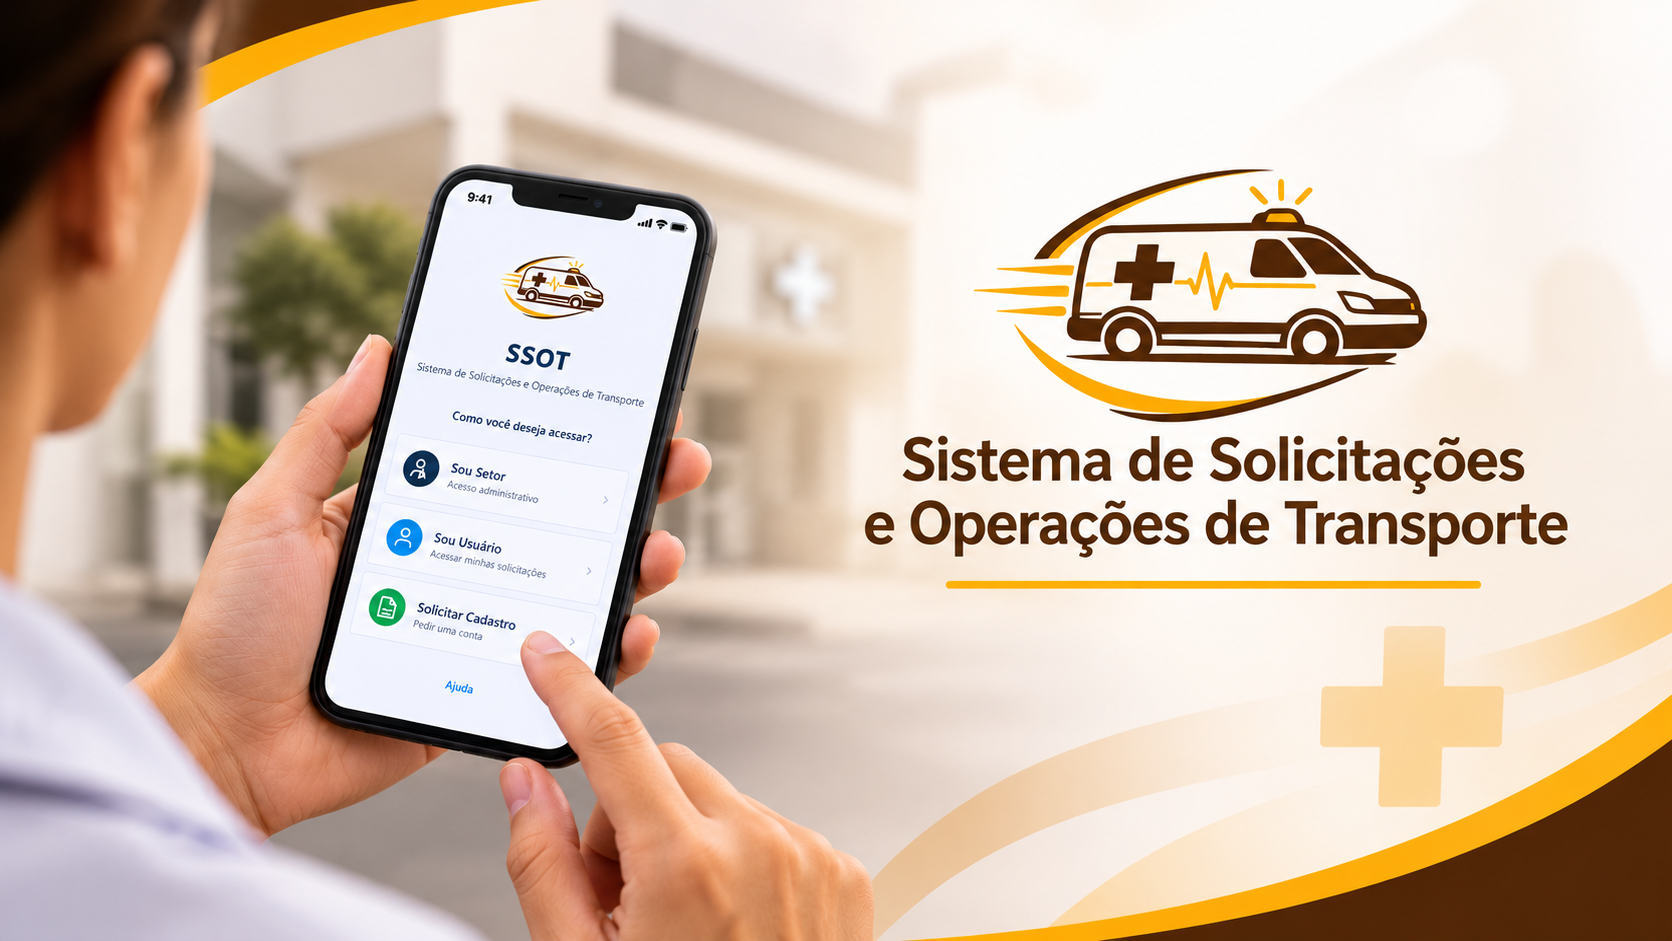 9:41
SSOT
Sistema de Solicitações e Operações de Transporte
Como você deseja acessar?
Sou Setor
Acesso administrativo
Sou Usuário
Acessar minhas solicitações
Solicitar Cadastro
Pedir uma conta
Ajuda
Sistema de Solicitações
e Operações de Transporte